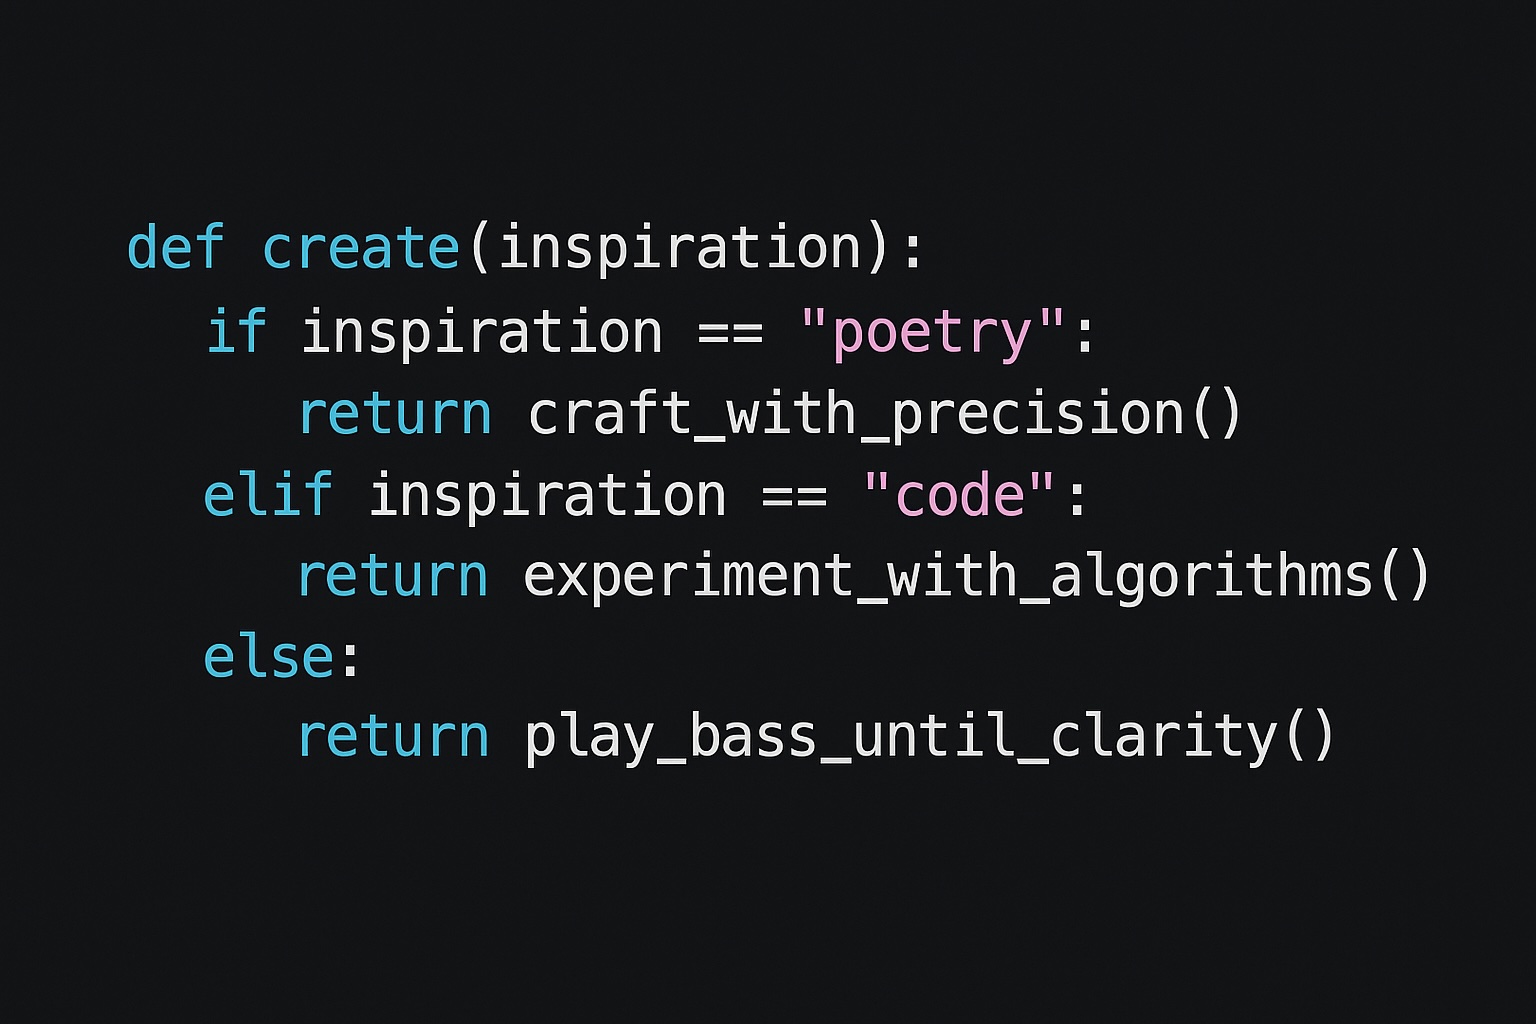 def create(inspiration):
   if inspiration == "poetry":
      return craft_with_precision()
   elif inspiration == "code":
      return experiment_with_algorithms()
   else:
      return play_bass_until_clarity()